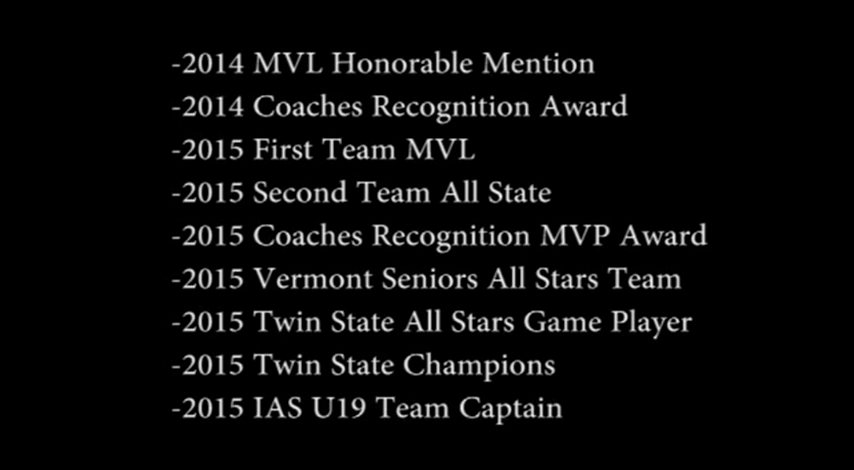 -2014 MVL Honorable Mention
-2014 Coaches Recognition Award
-2015 First Team MVL
-2015 Second Team All State
-2015 Coaches Recognition MVP Award
-2015 Vermont Seniors All Stars Team
-2015 Twin State All Stars Game Player
-2015 Twin State Champions
-2015 IAS U19 Team Captain